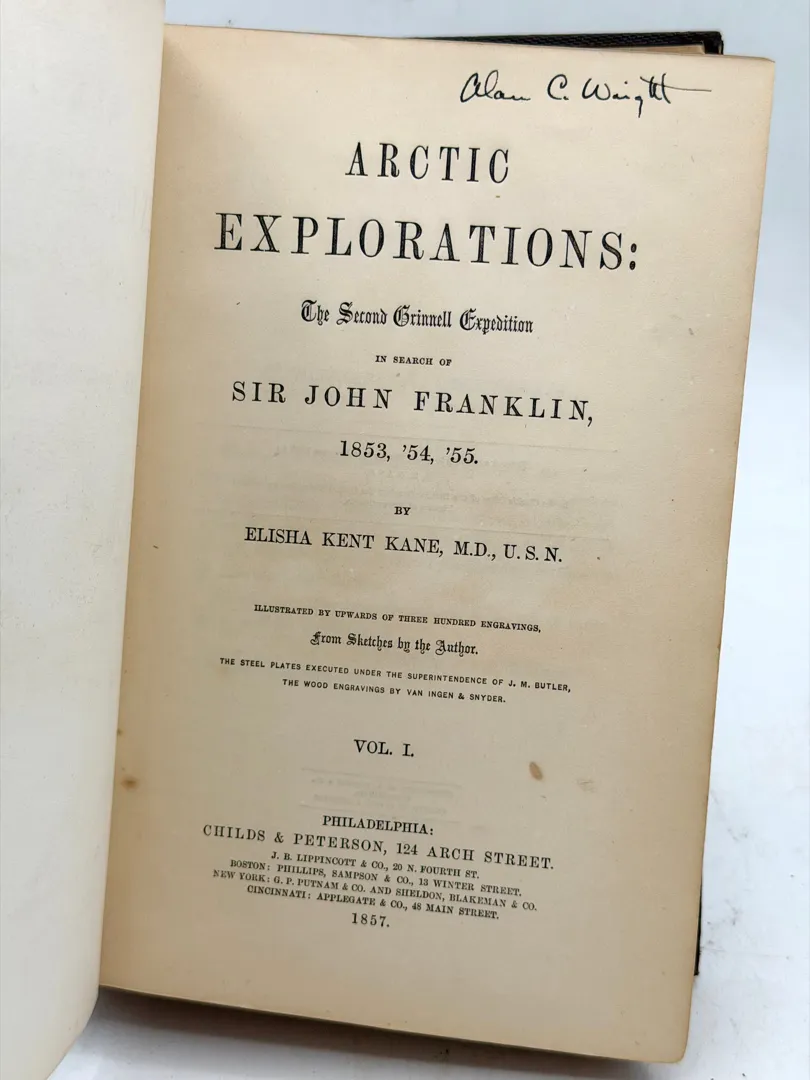 Alan C. Wright
ARCTIC
EXPLORATIONS:
The Second Grinnell Expedition
IN SEARCH OF
SIR JOHN FRANKLIN,
1853, '54, '55.
BY
ELISHA KENT KANE, M.D., U. S. N.
ILLUSTRATED BY UPWARDS OF THREE HUNDRED ENGRAVINGS,
From Sketches by the Author.
THE STEEL PLATES EXECUTED UNDER THE SUPERINTENDENCE OF J. M. BUTLER,
THE WOOD ENGRAVINGS BY VAN INGEN & SNYDER.
VOL. I.
PHILADELPHIA:
CHILDS & PETERSON, 124 ARCH STREET.
J. B. LIPPINCOTT & CO., 20 N. FOURTH ST.
BOSTON: PHILLIPS, SAMPSON & CO., 13 WINTER STREET.
NEW YORK: G. P. PUTNAM & CO. AND SHELDON, BLAKEMAN & CO.
CINCINNATI: APPLEGATE & CO., 48 MAIN STREET.
1857.